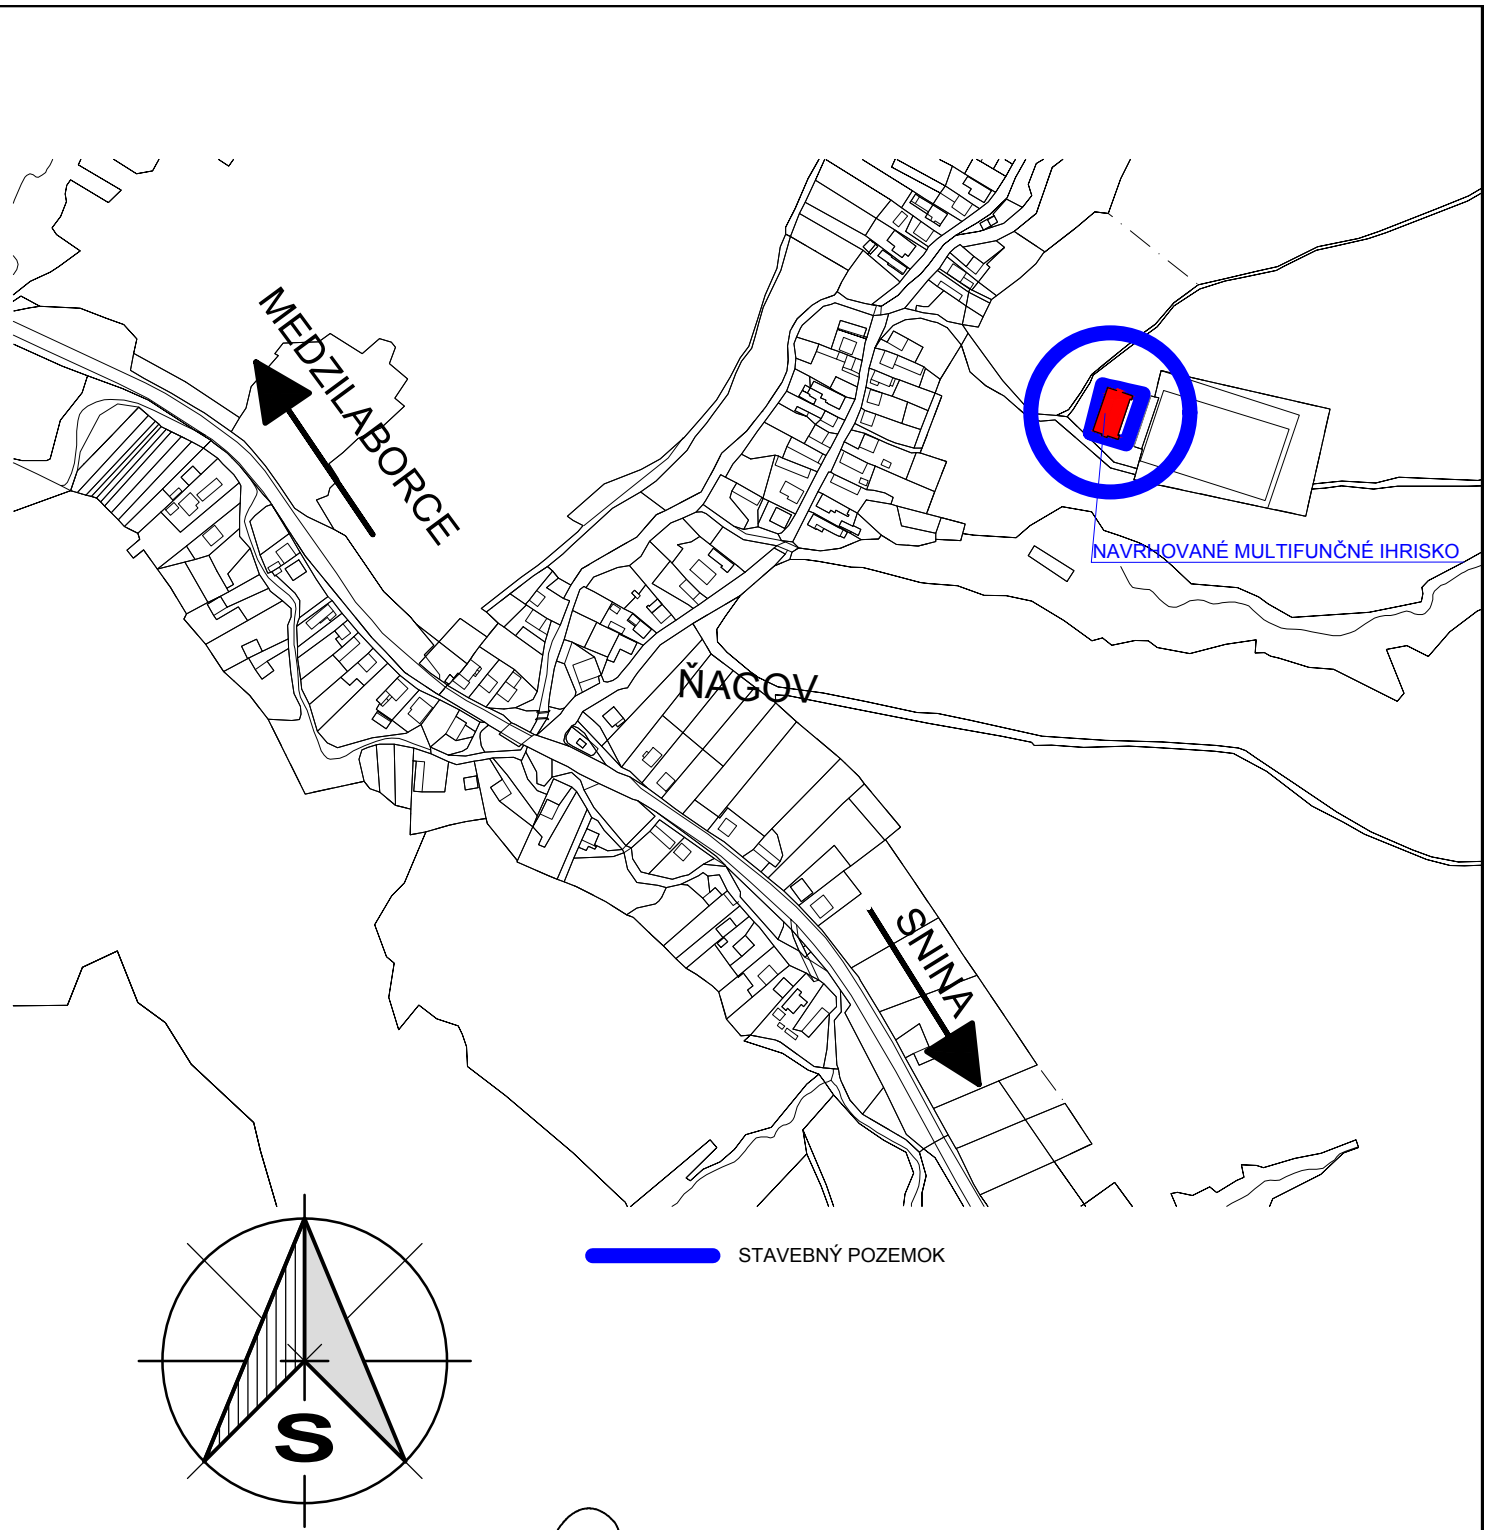 MEDZILABORCE
NAVRHOVANÉ MULTIFUNČNÉ IHRISKO
ŇAGOV
SNINA
STAVEBNÝ POZEMOK
S